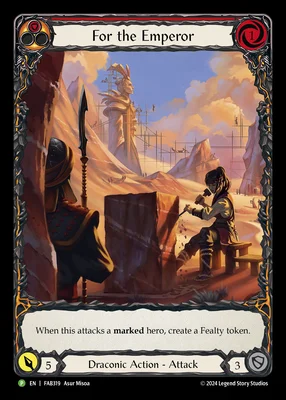 For the Emperor
1
When this attacks a marked hero, create a Fealty token.
5
Draconic Action - Attack
3
P EN | FAB319 Asur Misoa
© 2024 Legend Story Studios